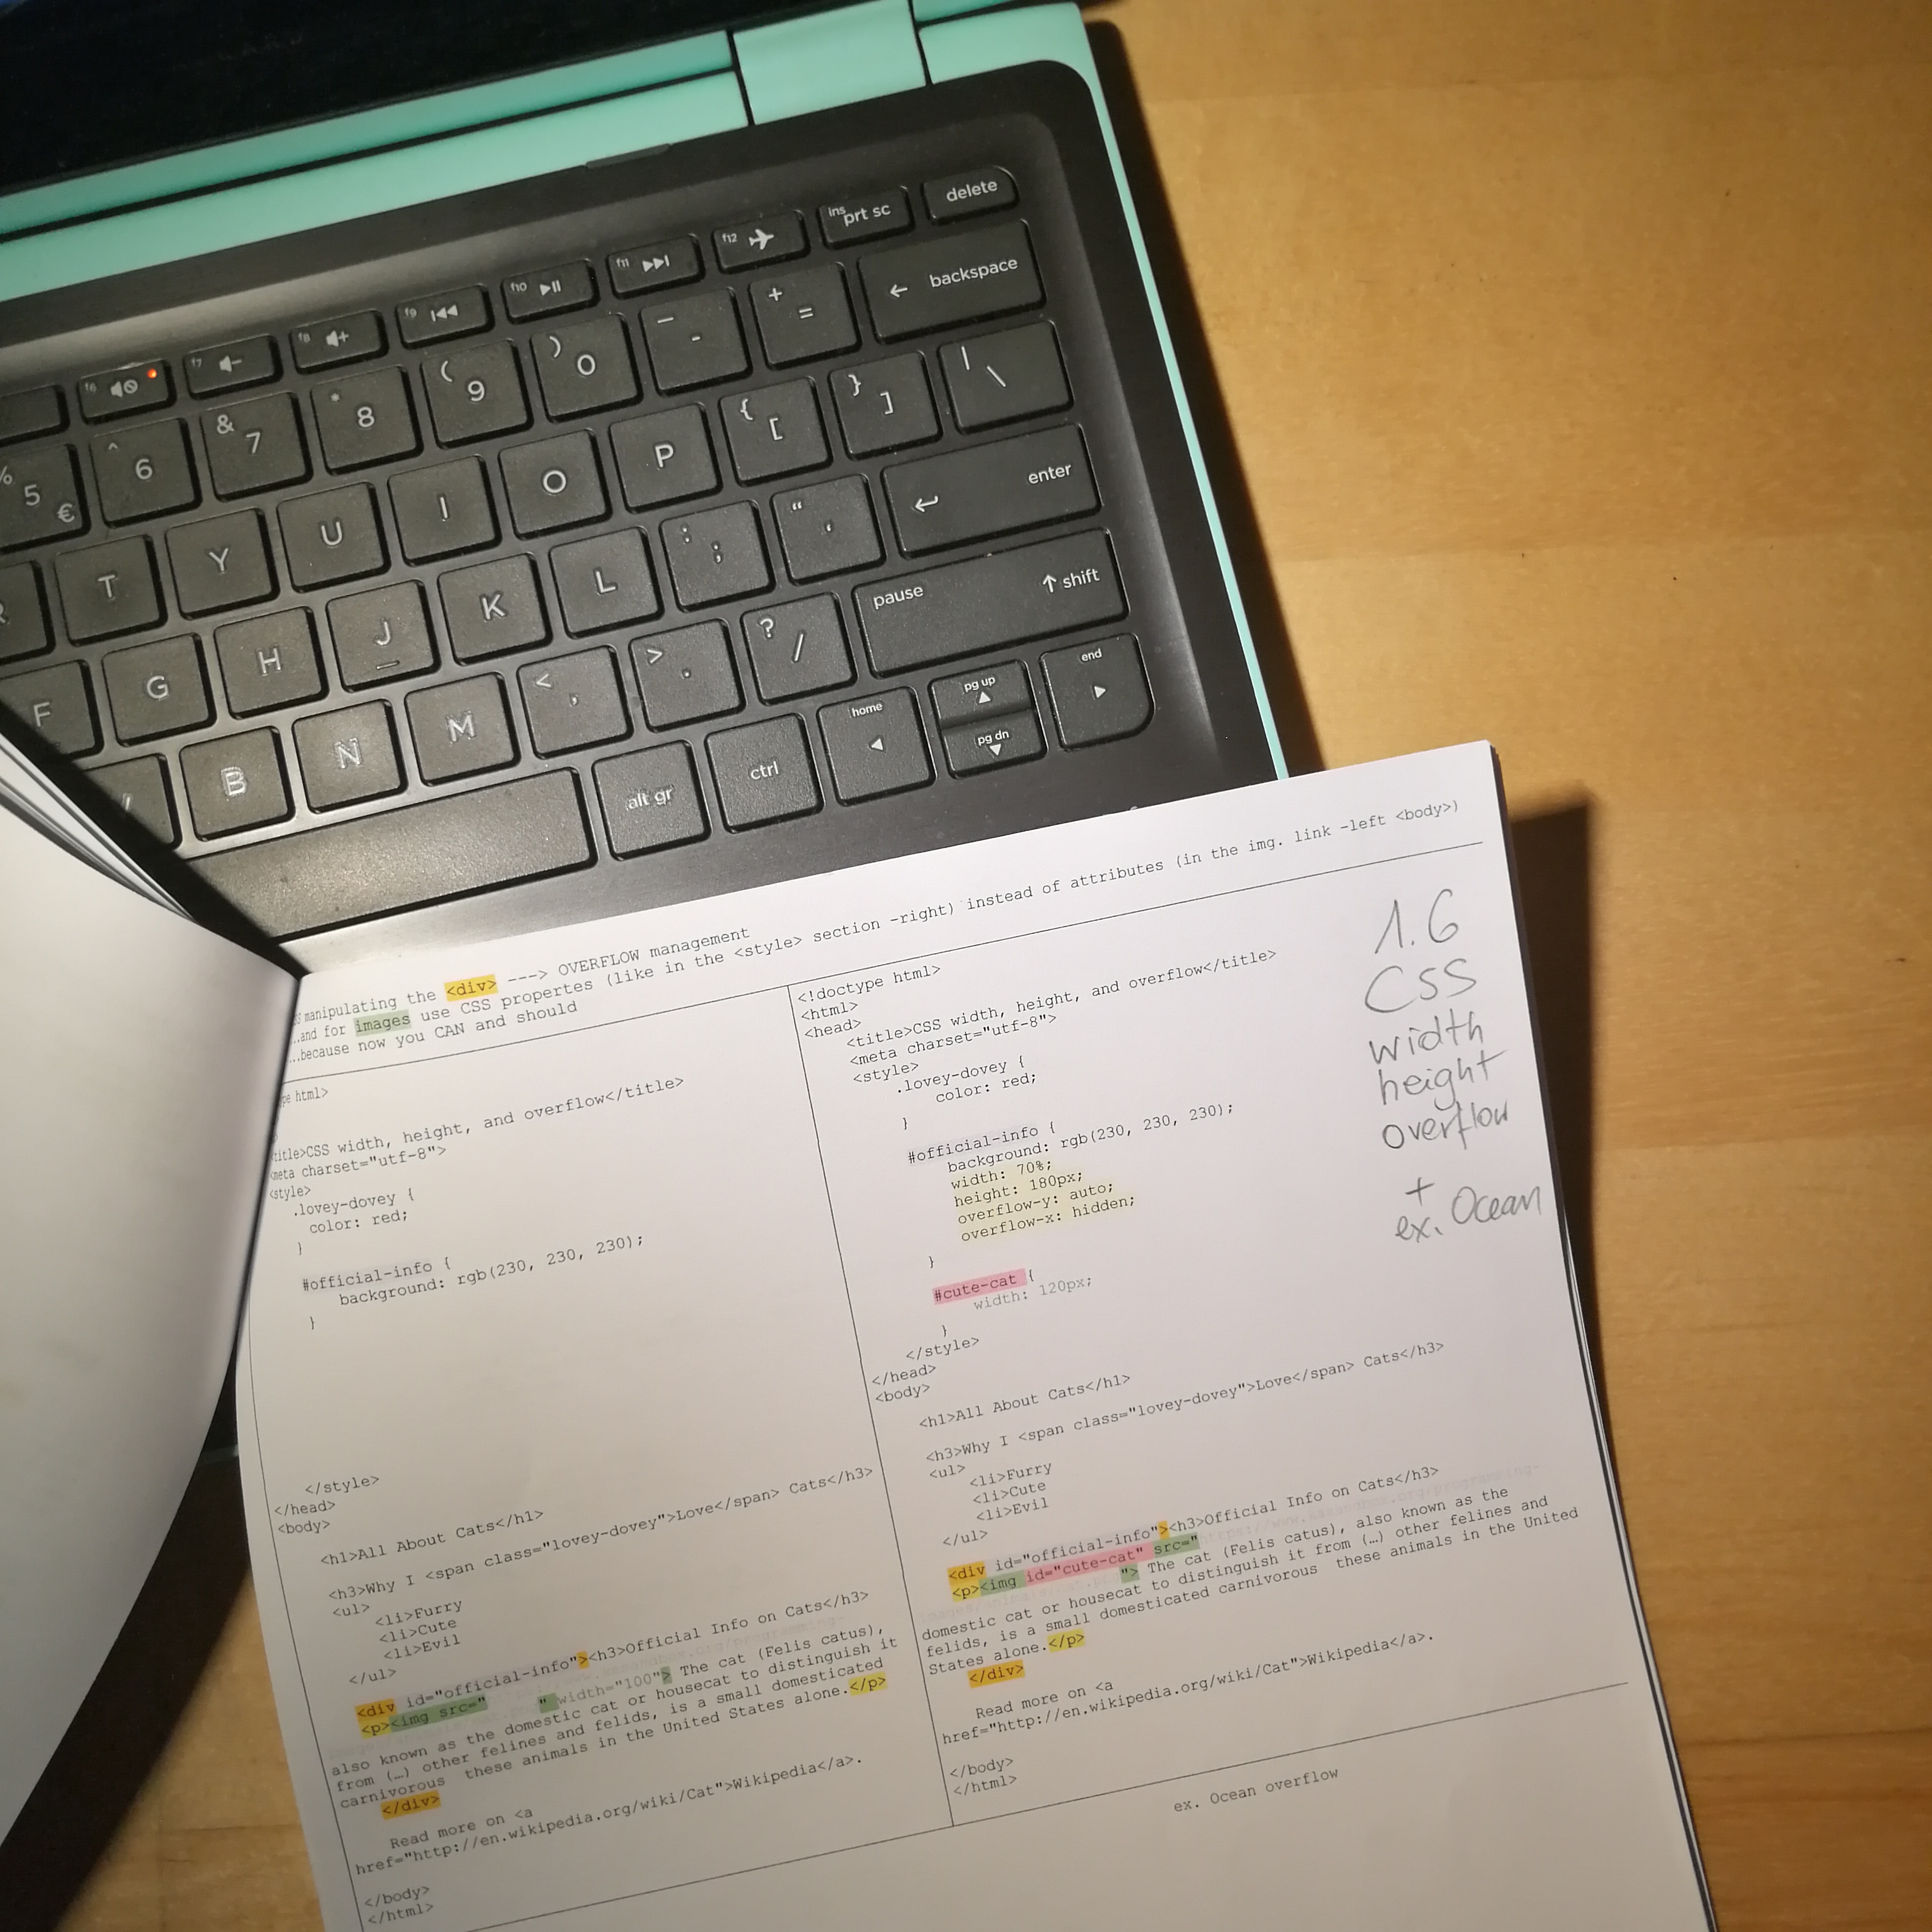 delete
ins prt sc
f12
f11
f10
f9
f8
f7
f6
← backspace
+ =
_ -
) 0
( 9
* 8
& 7
^ 6
% 5 €
| \
} ]
{ [
P
O
I
U
Y
T
R
enter
" '
: ;
L
K
J
H
G
F
pause ↑ shift
? /
> .
< ,
M
N
B
end
pg up
pg dn
home
ctrl
alt gr
manipulating the <div> ---> OVERFLOW management
...and for images use CSS propertes (like in the <style> section -right) instead of attributes (in the img. link -left <body>)
...because now you CAN and should
html>
title>CSS width, height, and overflow</title>
meta charset="utf-8">
<style>
.lovey-dovey {
color: red;
}
#official-info {
background: rgb(230, 230, 230);
}
</style>
</head>
<body>
<h1>All About Cats</h1>
<h3>Why I <span class="lovey-dovey">Love</span> Cats</h3>
<ul>
<li>Furry
<li>Cute
<li>Evil
</ul>
<div id="official-info"><h3>Official Info on Cats</h3>
<p><img src=" " width="100"> The cat (Felis catus),
also known as the domestic cat or housecat to distinguish it
from (…) other felines and felids, is a small domesticated
carnivorous these animals in the United States alone.</p>
</div>
Read more on <a
href="http://en.wikipedia.org/wiki/Cat">Wikipedia</a>.
</body>
</html>
<!doctype html>
<html>
<head>
<title>CSS width, height, and overflow</title>
<meta charset="utf-8">
<style>
.lovey-dovey {
color: red;
}
#official-info {
background: rgb(230, 230, 230);
width: 70%;
height: 180px;
overflow-y: auto;
overflow-x: hidden;
}
#cute-cat {
width: 120px;
}
</style>
</head>
<body>
<h1>All About Cats</h1>
<h3>Why I <span class="lovey-dovey">Love</span> Cats</h3>
<ul>
<li>Furry
<li>Cute
<li>Evil
</ul>
<div id="official-info"><h3>Official Info on Cats</h3>
<p><img id="cute-cat" src="
"> The cat (Felis catus), also known as the
domestic cat or housecat to distinguish it from (…) other felines and
felids, is a small domesticated carnivorous these animals in the United
States alone.</p>
</div>
Read more on <a
href="http://en.wikipedia.org/wiki/Cat">Wikipedia</a>.
</body>
</html>
ex. Ocean overflow
1.6
CSS
width
height
overflow
+
ex. Ocean